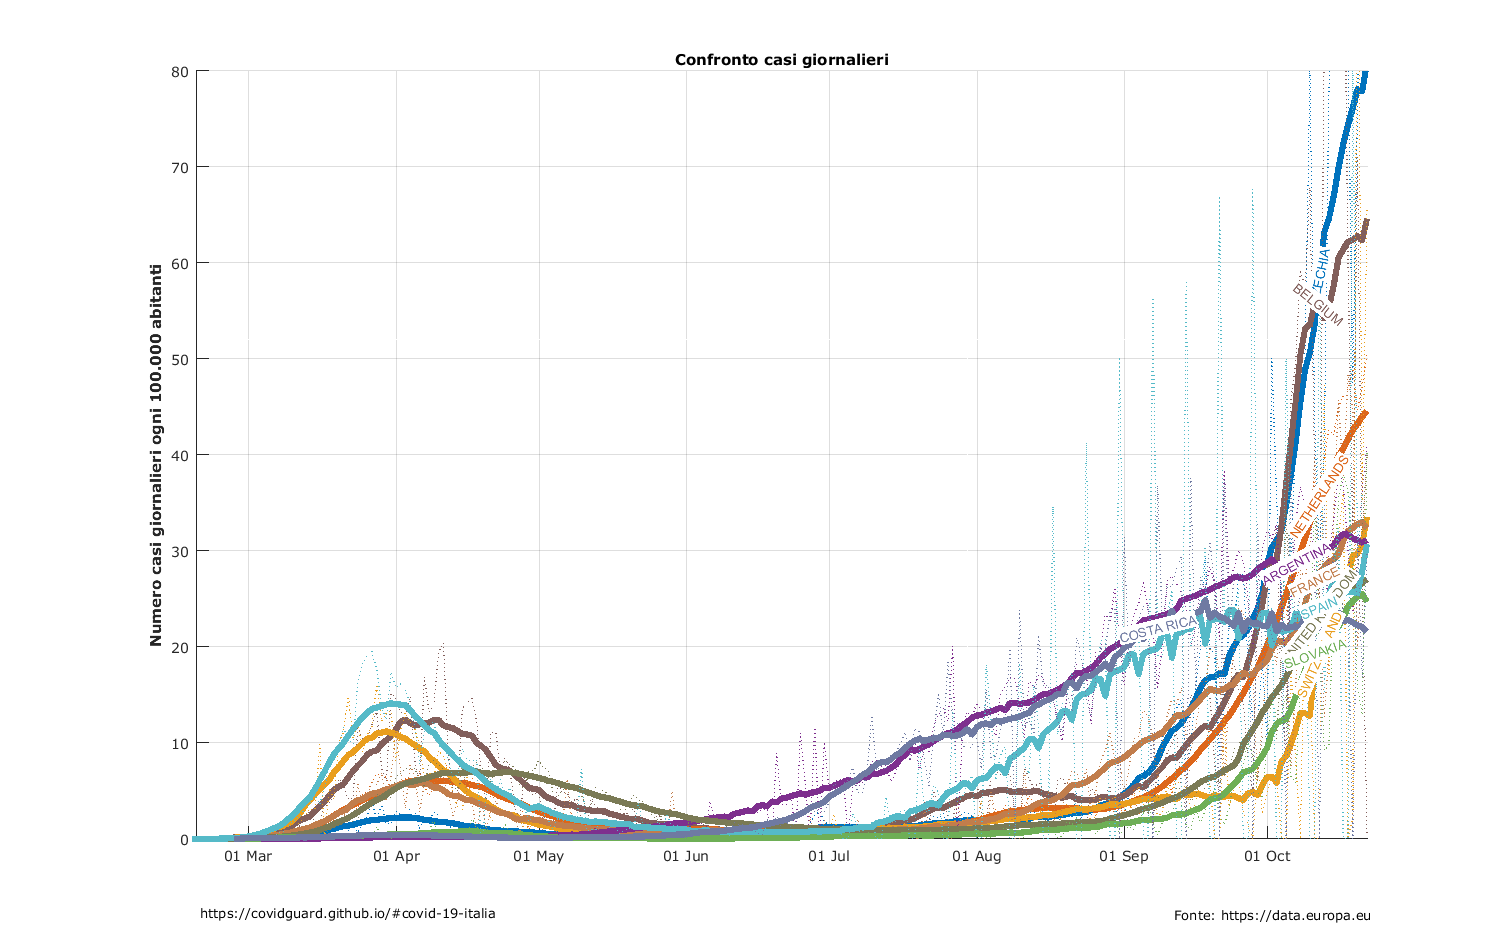 Confronto casi giornalieri
Numero casi giornalieri ogni 100.000 abitanti
80
70
60
50
40
30
20
10
0
ECHIA
BELGIUM
NETHERLANDS
ARGENTINA
FRANCE
COSTA RICA
SPAIN
SLOVAKIA
01 Mar
01 Apr
01 May
01 Jun
01 Jul
01 Aug
01 Sep
01 Oct
https://covidguard.github.io/#covid-19-italia
Fonte: https://data.europa.eu